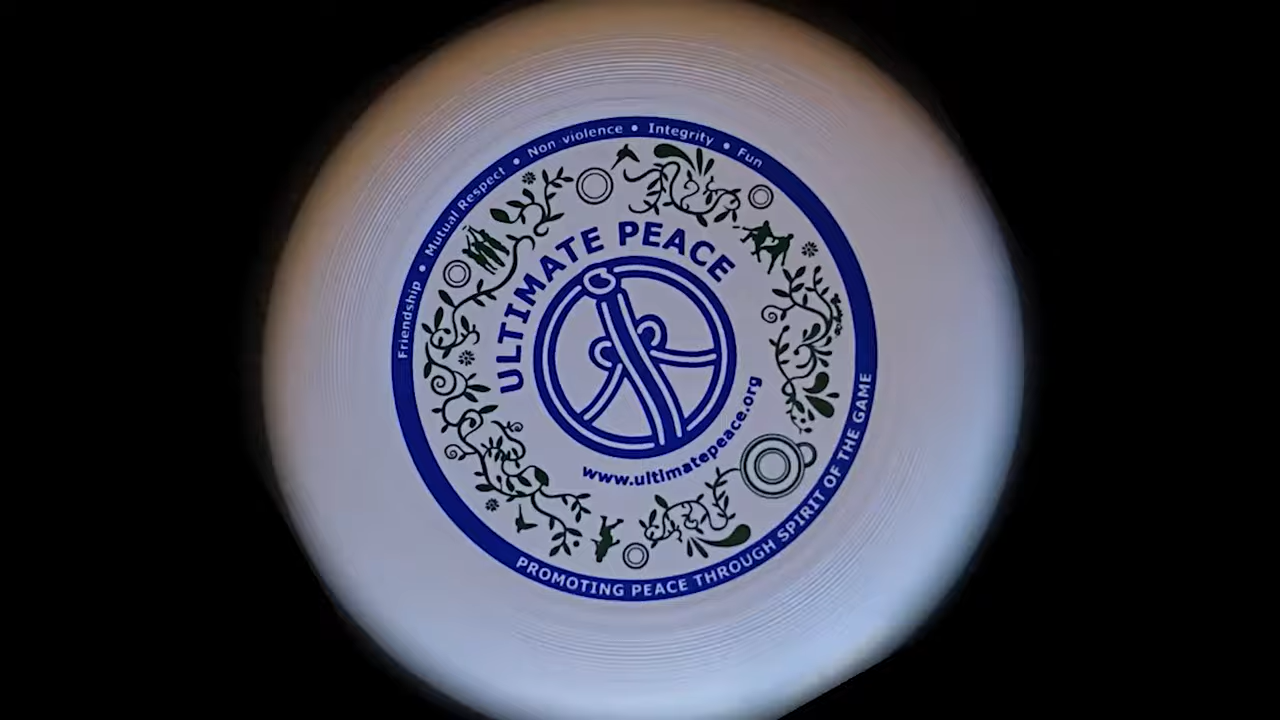 Friendship • Mutual Respect • Non-violence • Integrity • Fun
ULTIMATE PEACE
www.ultimatepeace.org
PROMOTING PEACE THROUGH SPIRIT OF THE GAME